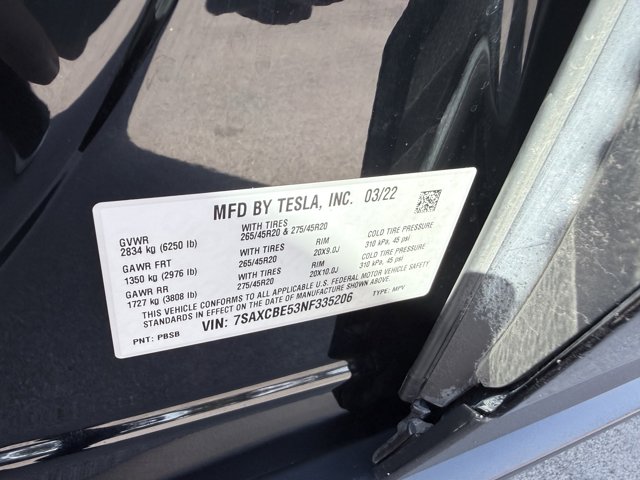 MFD BY TESLA, INC. 03/22
GVWR
2834 kg (6250 lb)
WITH TIRES
265/45R20 & 275/45R20
GAWR FRT
1350 kg (2976 lb)
WITH TIRES
265/45R20
RIM
20X9.0J
COLD TIRE PRESSURE
310 kPa, 45 psi
GAWR RR
1727 kg (3808 lb)
WITH TIRES
275/45R20
RIM
20X10.0J
COLD TIRE PRESSURE
310 kPa, 45 psi
THIS VEHICLE CONFORMS TO ALL APPLICABLE U.S. FEDERAL MOTOR VEHICLE SAFETY
STANDARDS IN EFFECT ON THE DATE OF MANUFACTURE SHOWN ABOVE.
VIN: 7SAXCBE53NF335206
TYPE: MPV
PNT: PBSB